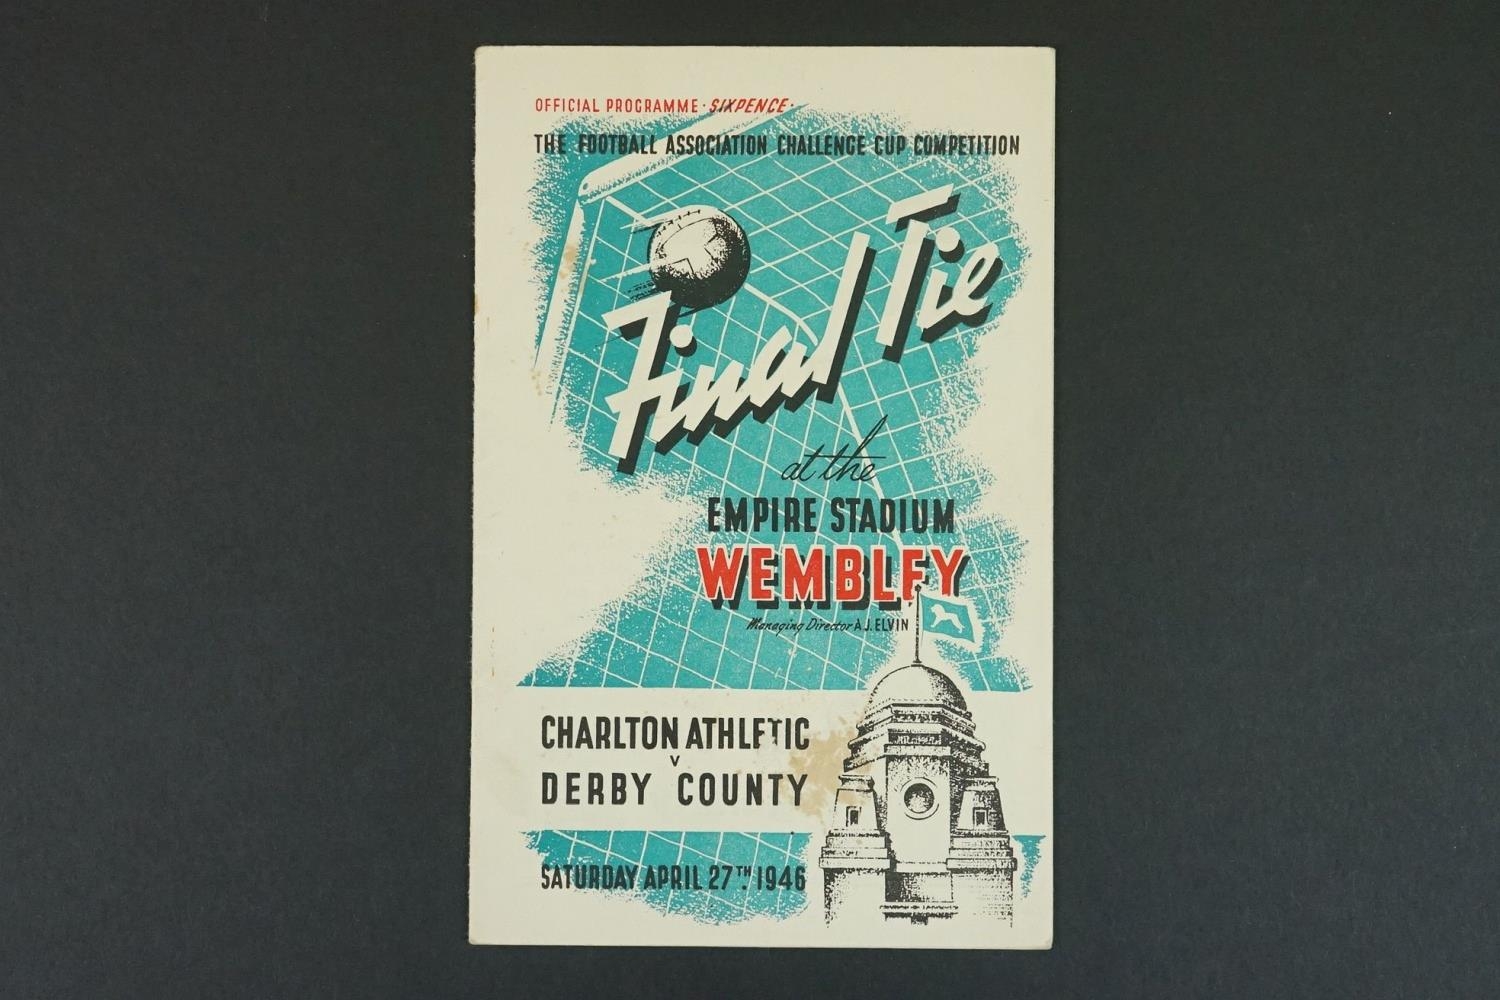 OFFICIAL PROGRAMME · SIXPENCE ·
THE FOOTBALL ASSOCIATION CHALLENGE CUP COMPETITION
Final Tie
at the
EMPIRE STADIUM
WEMBLEY
Managing Director A.J. ELVIN
CHARLTON ATHLETIC
v
DERBY COUNTY
SATURDAY APRIL 27TH. 1946